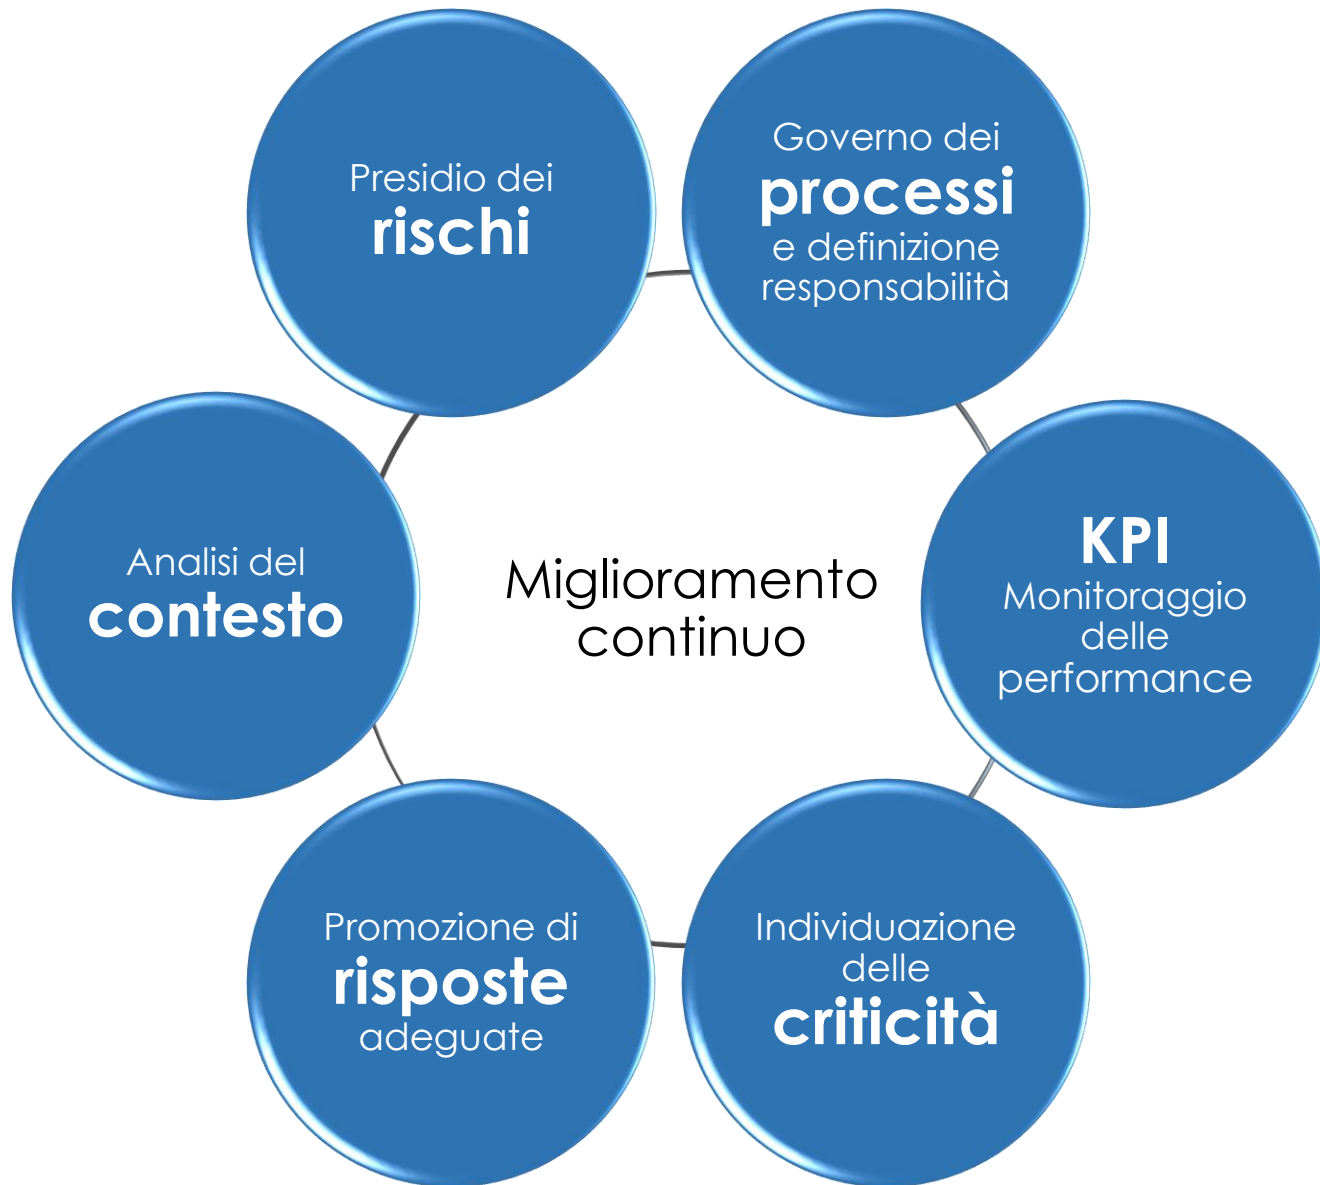 Presidio dei
rischi
Governo dei
processi
e definizione
responsabilità
Analisi del
contesto
Miglioramento
continuo
KPI
Monitoraggio
delle
performance
Promozione di
risposte
adeguate
Individuazione
delle
criticità